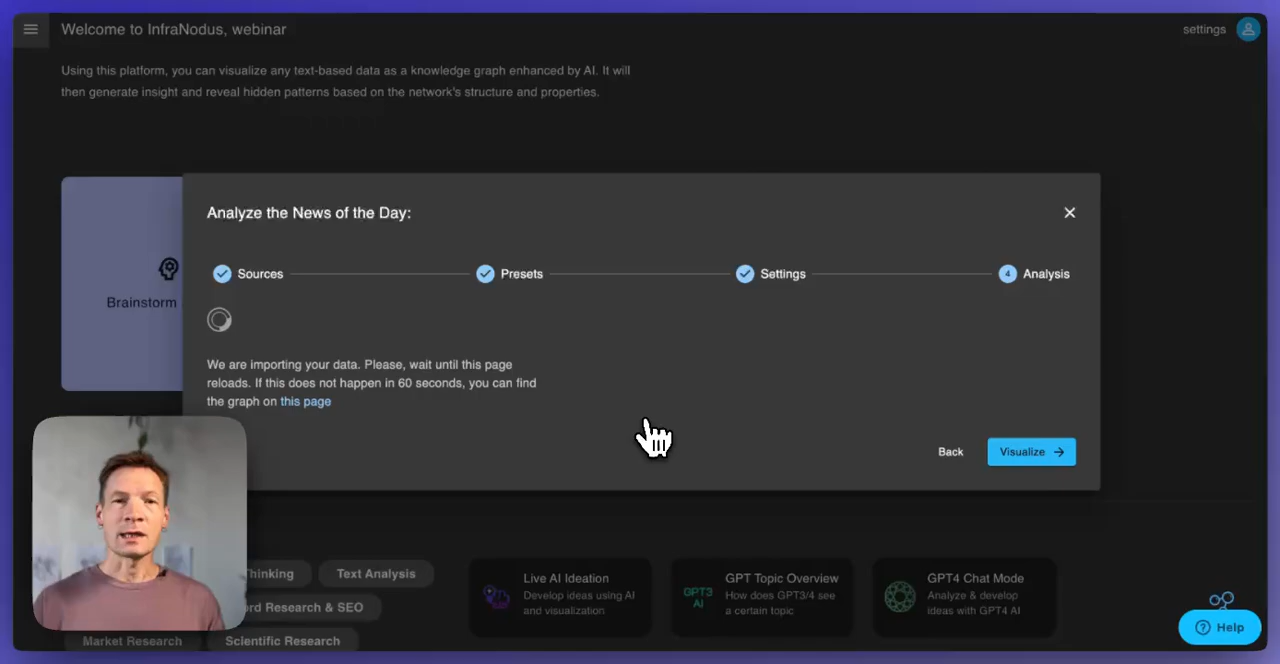 Welcome to InfraNodus, webinar
settings
Using this platform, you can visualize any text-based data as a knowledge graph enhanced by AI. It will
then generate insight and reveal hidden patterns based on the network's structure and properties.
Analyze the News of the Day:
Sources
Presets
Settings
4 Analysis
Brainstorm
We are importing your data. Please, wait until this page
reloads. If this does not happen in 60 seconds, you can find
the graph on this page
Back
Visualize →
Text Analysis
Market Research
Scientific Research
Live AI Ideation
Develop ideas using AI
and visualization
GPT3
AI
GPT Topic Overview
How does GPT3/4 see
a certain topic
GPT4 Chat Mode
Analyze & develop
ideas with GPT4 AI
Research & SEO
Help